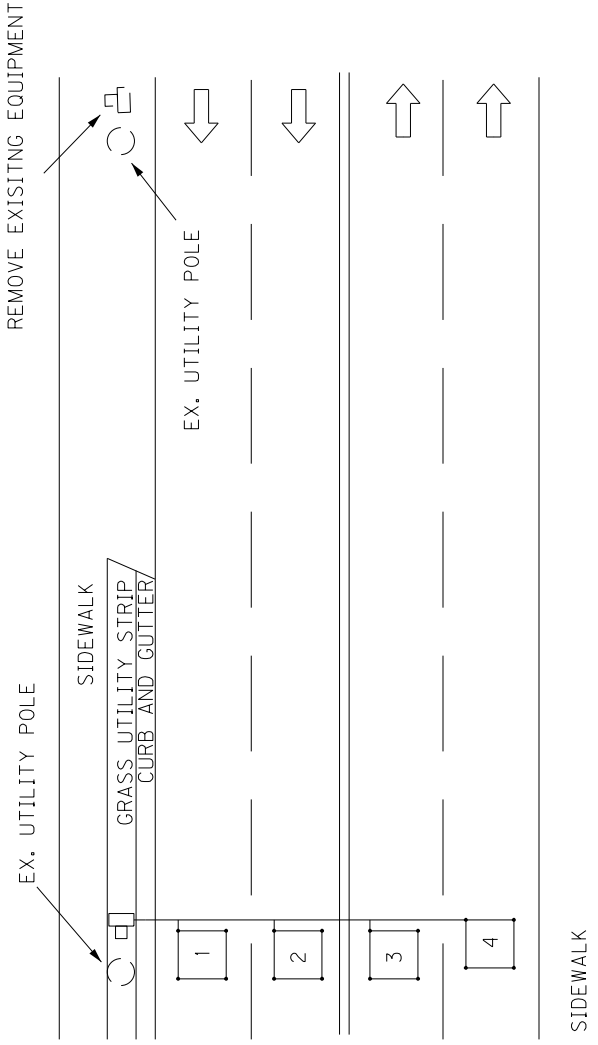 REMOVE EXISITNG EQUIPMENT
EX. UTILITY POLE
SIDEWALK
GRASS UTILITY STRIP
CURB AND GUTTER
EX. UTILITY POLE
1
2
3
4
SIDEWALK